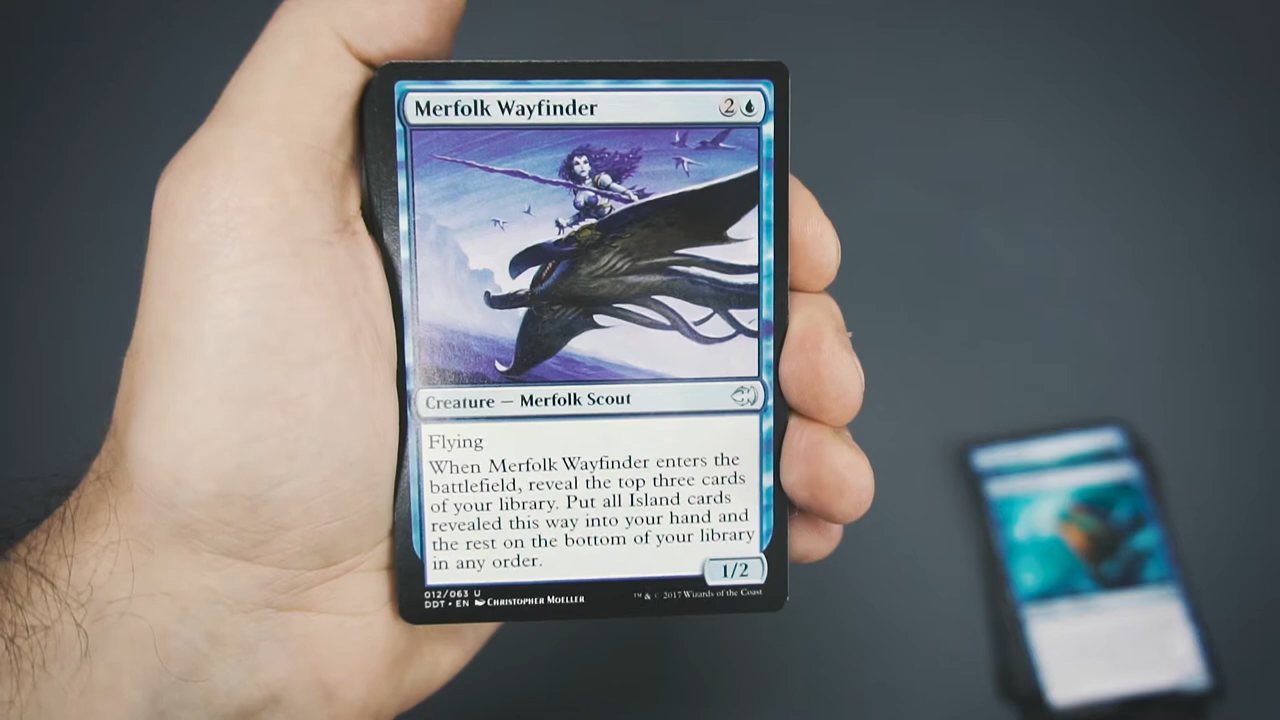 Merfolk Wayfinder 2
Creature — Merfolk Scout
Flying
When Merfolk Wayfinder enters the
battlefield, reveal the top three cards
of your library. Put all Island cards
revealed this way into your hand and
the rest on the bottom of your library
in any order.
1/2
012/063 U
DDT • EN Christopher Moeller
™ & © 2017 Wizards of the Coast